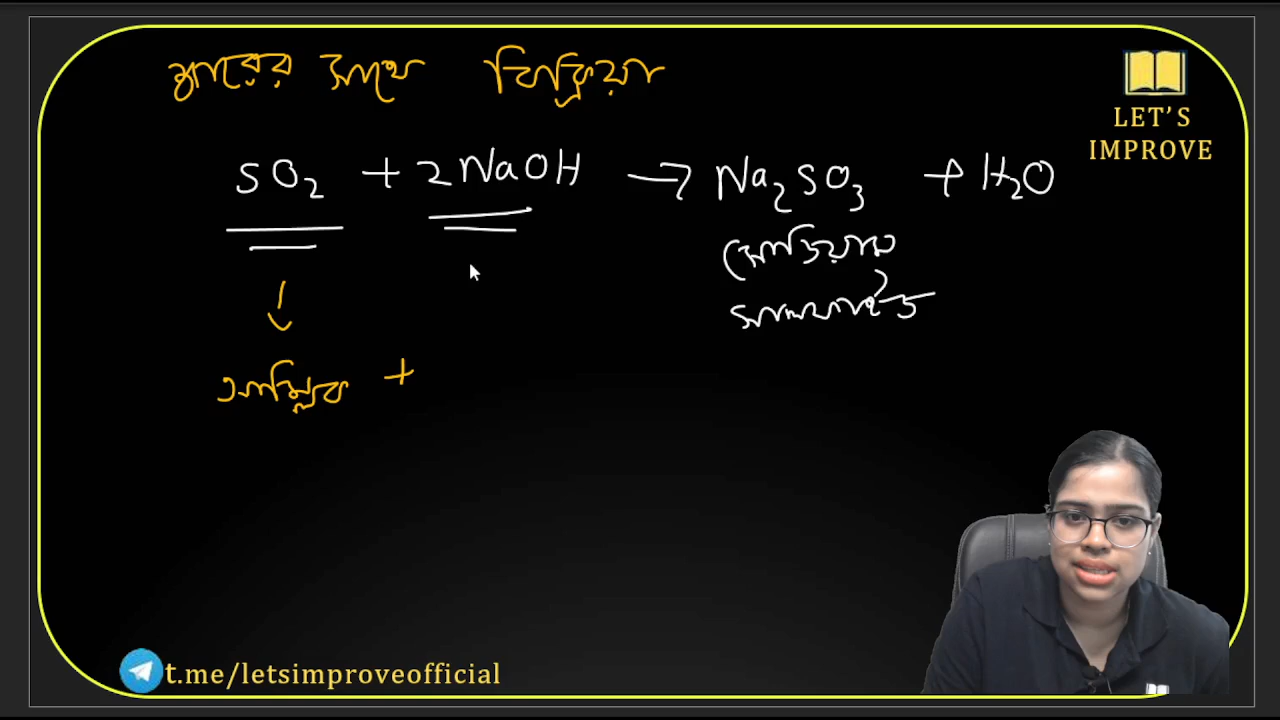 ক্ষারের সাথে বিক্রিয়া
LET'S
IMPROVE
SO₂ + 2NaOH → Na₂SO₃ + H₂O
সোডিয়াম
সালফাইট
↓
আম্লিক +
t.me/letsimproveofficial